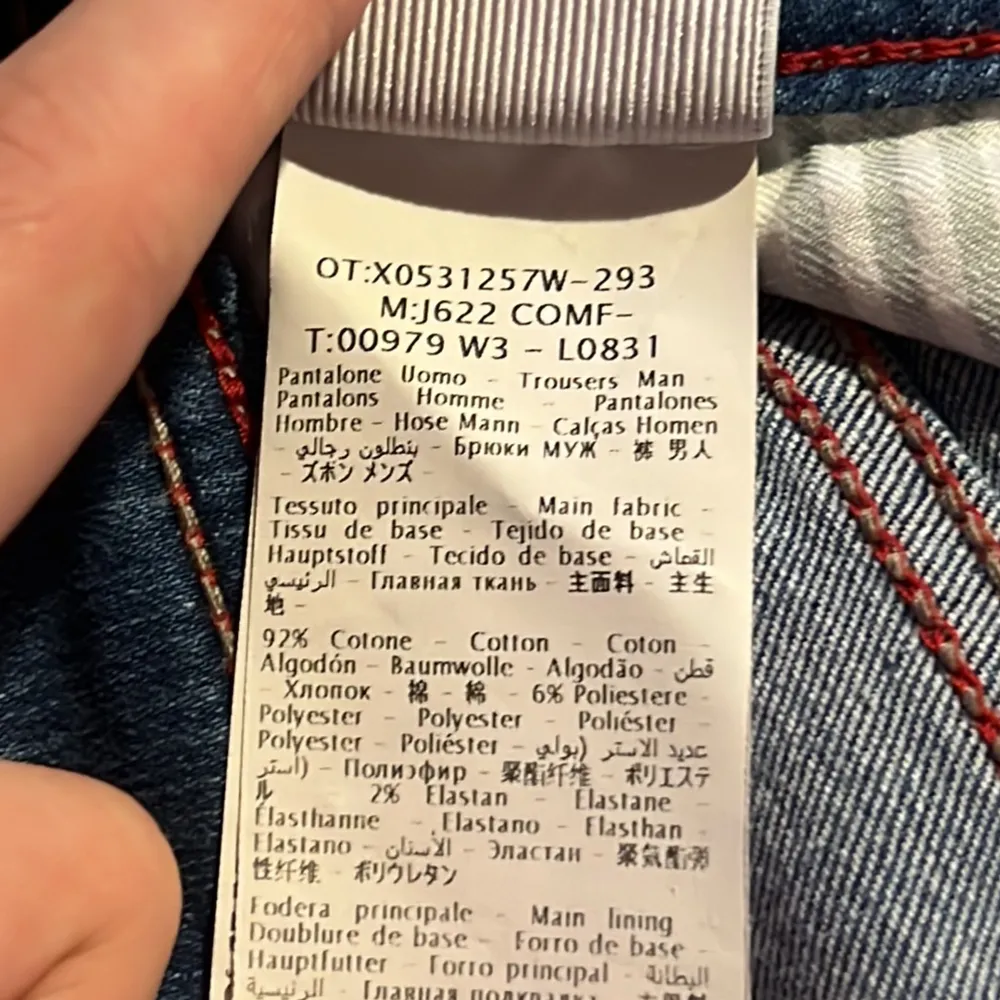 OT:X0531257W-293
M:J622 COMF-
T:00979 W3 - L0831
Pantalone Uomo - Trousers Man -
Pantalons Homme - Pantalones
Hombre - Hose Mann - Calças Homen
- بنطلون رجالي - Брюки МУЖ - 裤 男人
- ズボン メンズ -
Tessuto principale - Main fabric -
Tissu de base - Tejido de base -
Hauptstoff - Tecido de base - القماش
الرئيسي - Главная ткань - 主面料 - 主生
地 -
92% Cotone - Cotton - Coton -
Algodón - Baumwolle - Algodão - قطن
- Хлопок - 棉 - 綿 - 6% Poliestere -
Polyester - Polyester - Poliéster -
Polyester - Poliéster - عديد الاستر (بولي
استر) - Полиэфир - 聚酯纤维 - ポリエステ
ル 2% Elastan - Elastane -
Élasthanne - Elastano - Elasthan -
Elastano - الأستان - Эластан - 聚氨酯弹
性纤维 - ポリウレタン
Fodera principale - Main lining -
Doublure de base - Forro de base -
Hauptfutter - Forro principal - البطانة
الرئيسية - Главная подкладка -